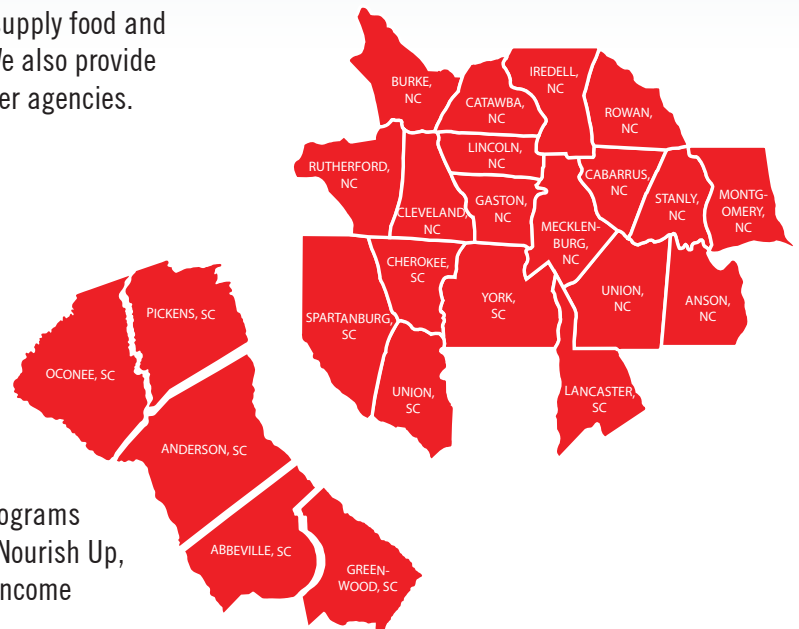 supply food and
We also provide
er agencies.
BURKE,
NC
CATAWBA,
NC
IREDELL,
NC
ROWAN,
NC
RUTHERFORD,
NC
CLEVELAND,
NC
LINCOLN,
NC
GASTON,
NC
MECKLEN-
BURG,
NC
CABARRUS,
NC
STANLY,
NC
MONTG-
OMERY,
NC
SPARTANBURG,
SC
CHEROKEE,
SC
YORK,
SC
UNION,
NC
ANSON,
NC
UNION,
SC
LANCASTER,
SC
OCONEE, SC
PICKENS, SC
ANDERSON, SC
ABBEVILLE, SC
GREEN-
WOOD, SC
ograms
Nourish Up,
income